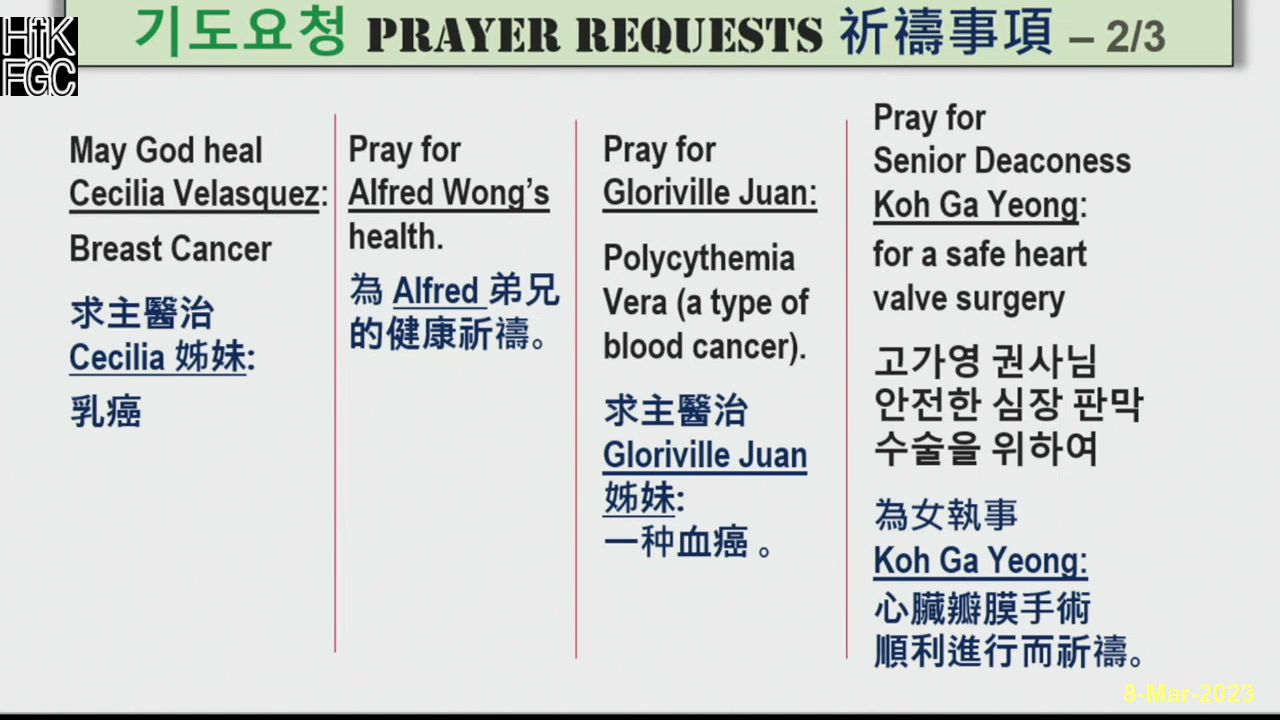 기도요청 PRAYER REQUESTS 祈禱事項 – 2/3
HfK
FGC
May God heal
Cecilia Velasquez:
Breast Cancer
求主醫治
Cecilia 姊妹:
乳癌
Pray for
Alfred Wong’s
health.
為 Alfred 弟兄
的健康祈禱。
Pray for
Gloriville Juan:
Polycythemia
Vera (a type of
blood cancer).
求主醫治
Gloriville Juan
姊妹:
一种血癌 。
Pray for
Senior Deaconess
Koh Ga Yeong:
for a safe heart
valve surgery
고가영 권사님
안전한 심장 판막
수술을 위하여
為女執事
Koh Ga Yeong:
心臟瓣膜手術
順利進行而祈禱。
8-Mar-2023